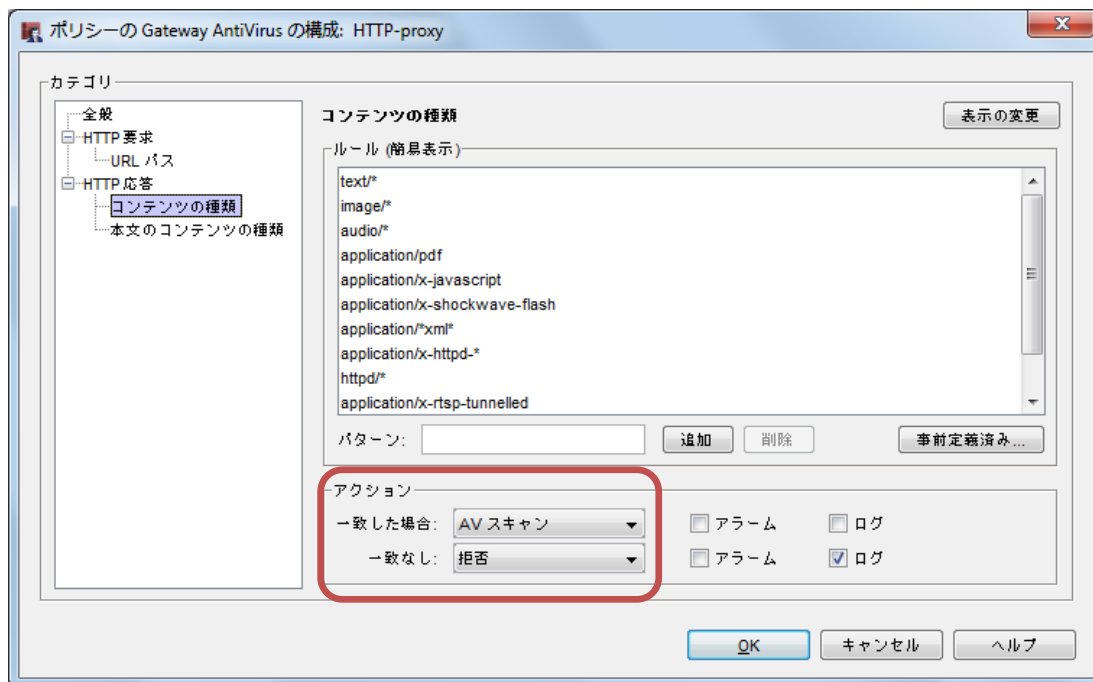 ポリシーの Gateway AntiVirus の構成: HTTP-proxy
カテゴリ
全般
HTTP 要求
URL パス
HTTP 応答
コンテンツの種類
本文のコンテンツの種類
コンテンツの種類
表示の変更
ルール (簡易表示)
text/*
image/*
audio/*
application/pdf
application/x-javascript
application/x-shockwave-flash
application/*xml*
application/x-httpd-*
httpd/*
application/x-rtsp-tunnelled
パターン: 追加 削除 事前定義済み...
アクション
一致した場合: AV スキャン アラーム ログ
一致なし: 拒否 アラーム ログ
OK キャンセル ヘルプ